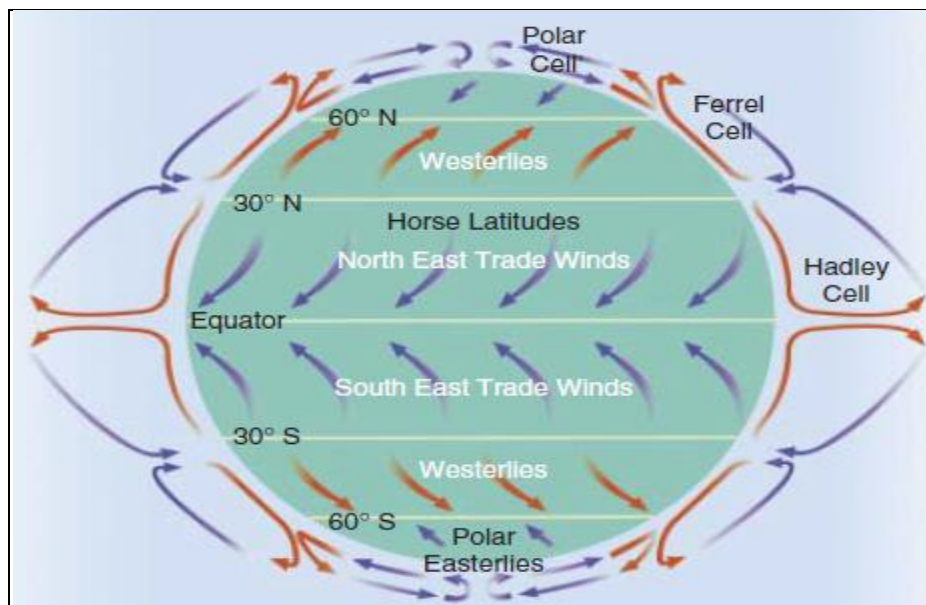 Polar
Cell
Ferrel
Cell
60° N
Westerlies
30° N
Horse Latitudes
North East Trade Winds
Hadley
Cell
Equator
South East Trade Winds
30° S
Westerlies
60° S
Polar
Easterlies